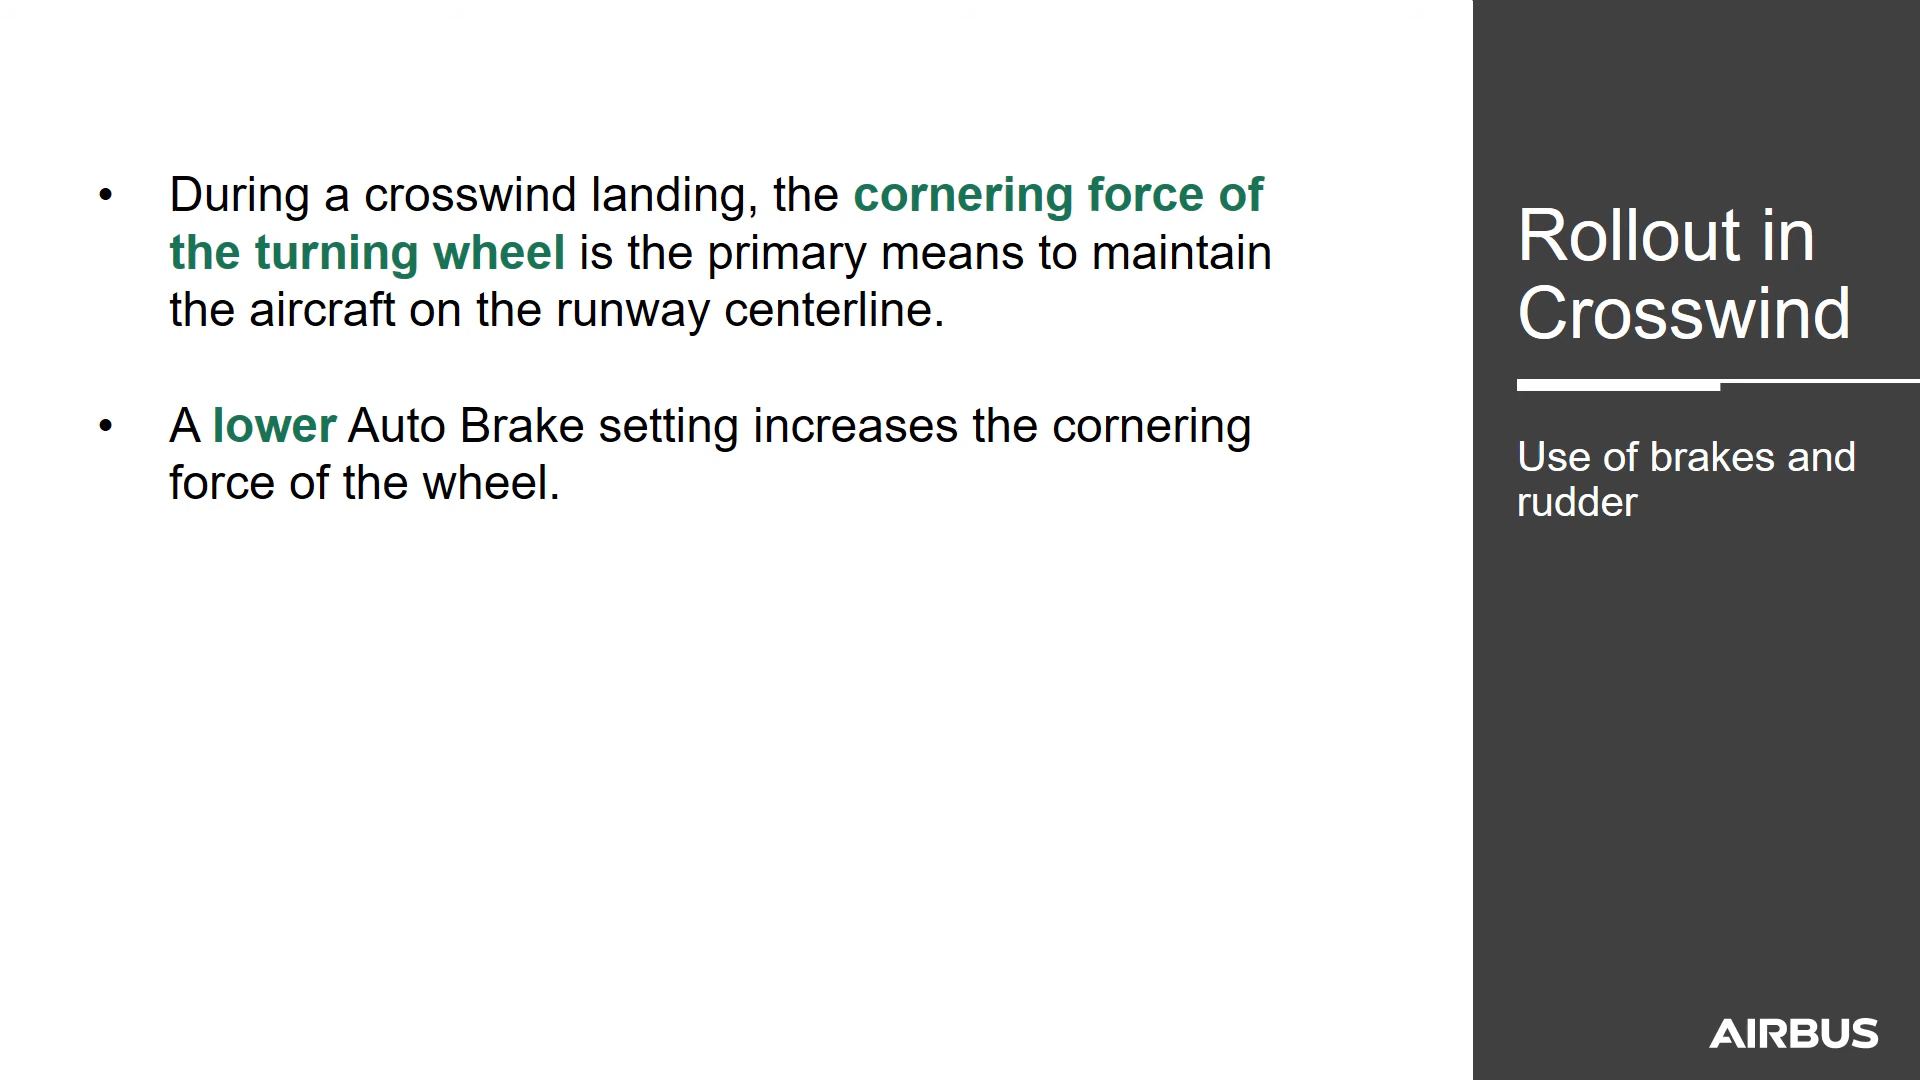 • During a crosswind landing, the cornering force of
the turning wheel is the primary means to maintain
the aircraft on the runway centerline.
• A lower Auto Brake setting increases the cornering
force of the wheel.
Rollout in
Crosswind
Use of brakes and
rudder
AIRBUS